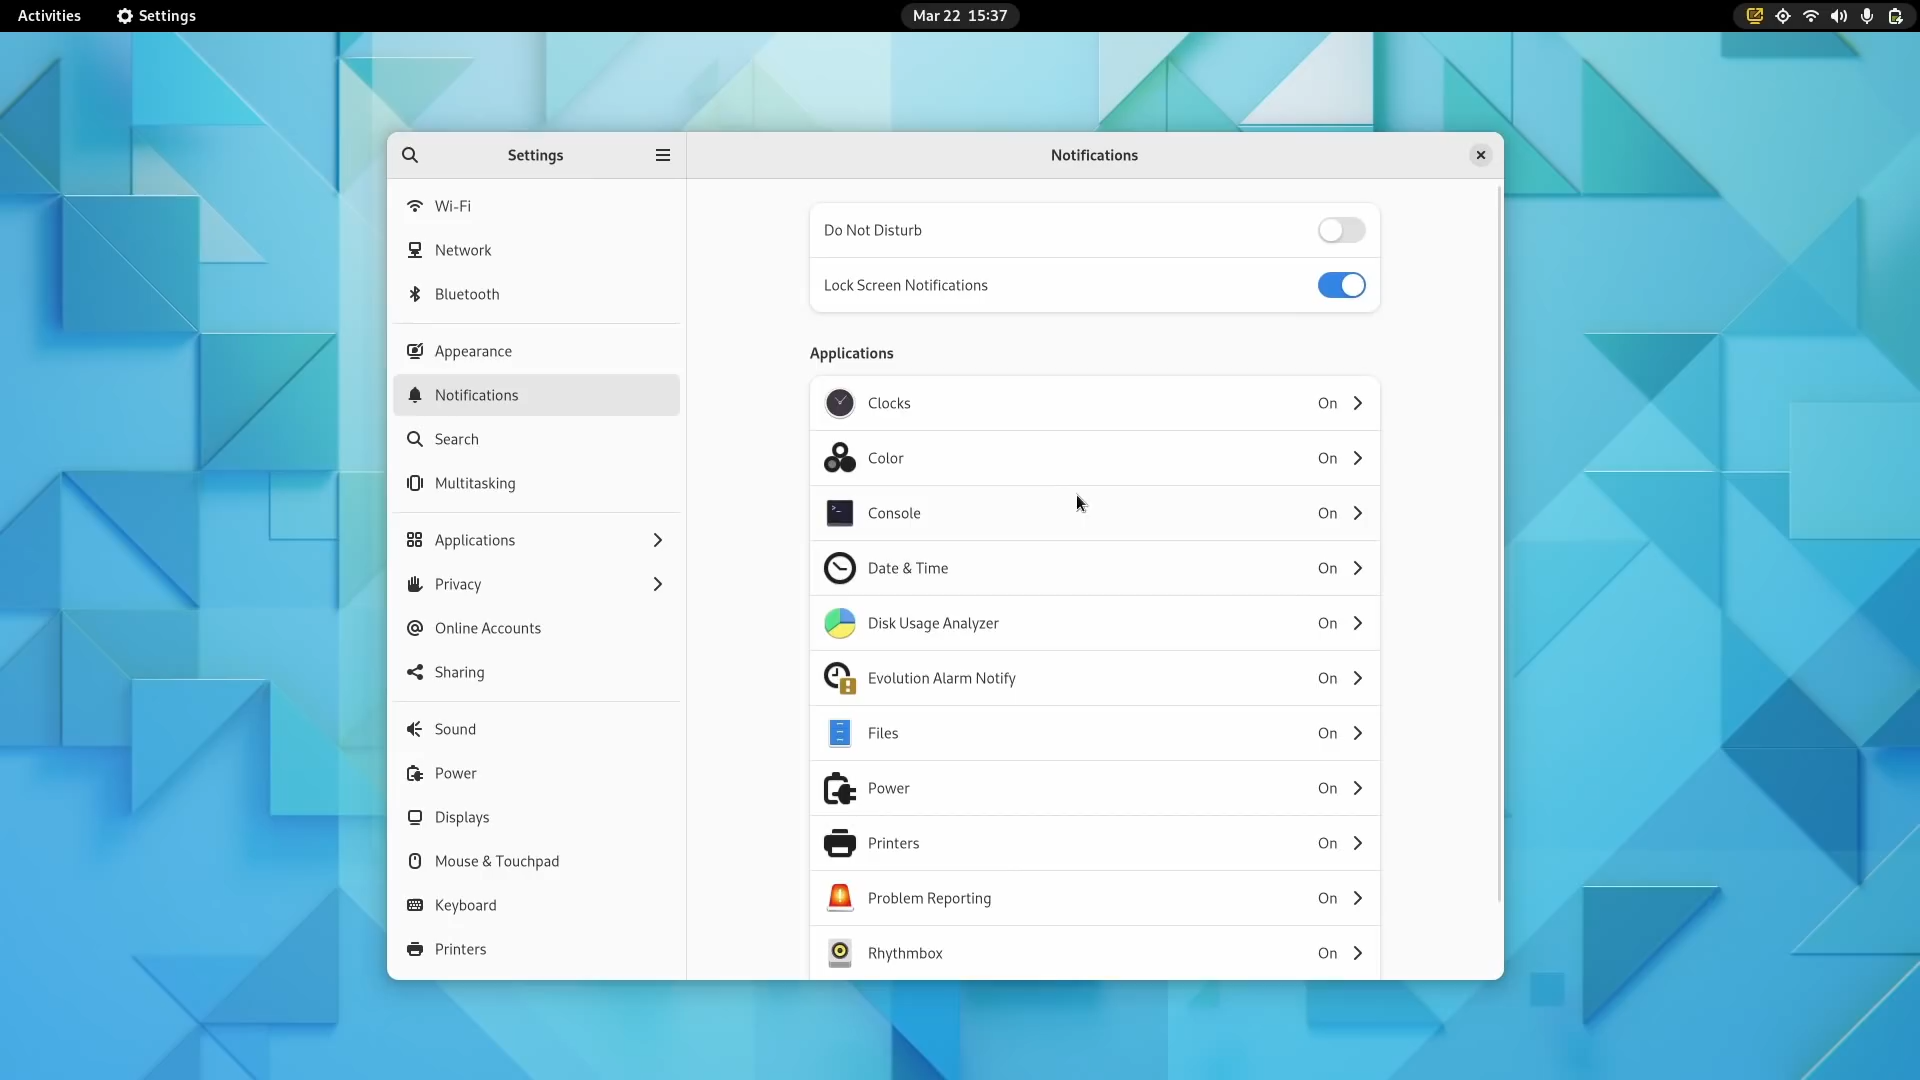 Activities
Settings
Mar 22 15:37
Settings
Notifications
Wi-Fi
Network
Bluetooth
Appearance
Notifications
Search
Multitasking
Applications
Privacy
Online Accounts
Sharing
Sound
Power
Displays
Mouse & Touchpad
Keyboard
Printers
Do Not Disturb
Lock Screen Notifications
Applications
Clocks On
Color On
Console On
Date & Time On
Disk Usage Analyzer On
Evolution Alarm Notify On
Files On
Power On
Printers On
Problem Reporting On
Rhythmbox On